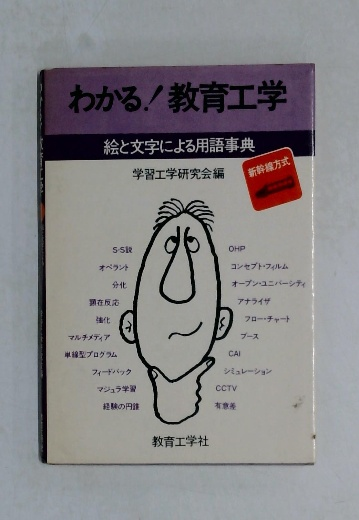 わかる!教育工学
絵と文字による用語事典
学習工学研究会編
新幹線方式
S-S説
オペラント
分化
顕在反応
強化
マルチメディア
単線型プログラム
フィードバック
マジュラ学習
経験の円錐
OHP
コンセプト・フィルム
オープン・ユニバーシティ
アナライザ
フロー・チャート
ブース
CAI
シミュレーション
CCTV
有意差
教育工学社